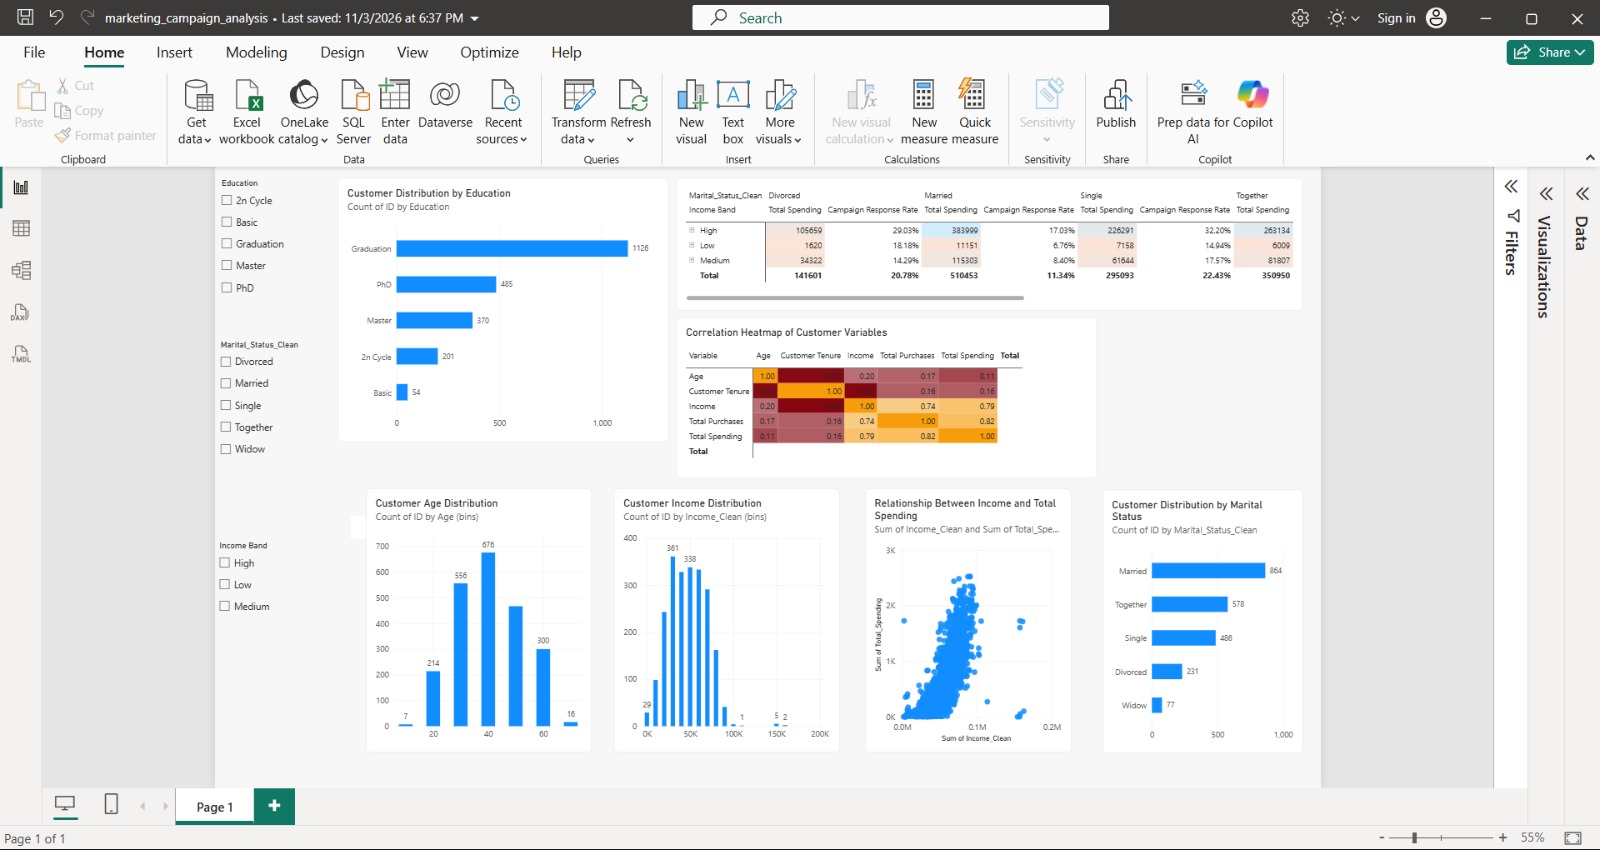 marketing_campaign_analysis • Last saved: 11/3/2026 at 6:37 PM
Search
Sign in
File Home Insert Modeling Design View Optimize Help
Share
Paste
Cut
Copy
Format painter
Clipboard
Get data
Excel workbook
OneLake catalog
SQL Server
Enter data
Dataverse
Recent sources
Data
Transform data
Refresh
Queries
New visual
Text box
More visuals
Insert
New visual calculation
New measure
Quick measure
Calculations
Sensitivity
Sensitivity
Publish
Share
Prep data for AI
Copilot
Copilot
Education
2n Cycle
Basic
Graduation
Master
PhD
Marital_Status_Clean
Divorced
Married
Single
Together
Widow
Income Band
High
Low
Medium
Customer Distribution by Education
Count of ID by Education
Graduation 1126
PhD 485
Master 370
2n Cycle 201
Basic 54
0 500 1,000
Marital_Status_Clean Divorced Married Single Together
Income Band Total Spending Campaign Response Rate Total Spending Campaign Response Rate Total Spending Campaign Response Rate Total Spending
High 105659 29.03% 383999 17.03% 226291 32.20% 263134
Low 1620 18.18% 11151 6.76% 7158 14.94% 6009
Medium 34322 14.29% 115303 8.40% 61644 17.57% 81807
Total 141601 20.78% 510453 11.34% 295093 22.43% 350950
Correlation Heatmap of Customer Variables
Variable Age Customer Tenure Income Total Purchases Total Spending Total
Age 1.00 0.20 0.17 0.11
Customer Tenure 1.00 0.16 0.16
Income 0.20 1.00 0.74 0.79
Total Purchases 0.17 0.16 0.74 1.00 0.82
Total Spending 0.11 0.16 0.79 0.82 1.00
Total
Customer Age Distribution
Count of ID by Age (bins)
700
600
500
400
300
200
100
0
7 214 556 676 300 16
20 40 60
Customer Income Distribution
Count of ID by Income_Clean (bins)
400
300
200
100
0
29 361 338 1 5 2
0K 50K 100K 150K 200K
Relationship Between Income and Total Spending
Sum of Income_Clean and Sum of Total_Spe...
Sum of Total_Spending
3K
2K
1K
0K
0.0M 0.1M 0.2M
Sum of Income_Clean
Customer Distribution by Marital Status
Count of ID by Marital_Status_Clean
Married 864
Together 578
Single 486
Divorced 231
Widow 77
0 500 1,000
Filters
Visualizations
Data
DAX
TMDL
Page 1
Page 1 of 1
55%